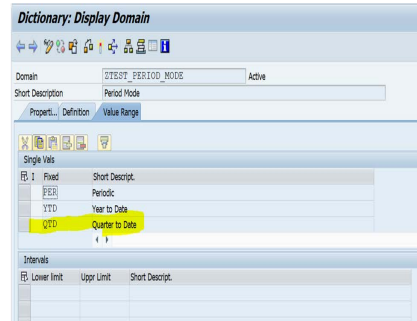 Dictionary: Display Domain
Domain ZTEST_PERIOD_MODE Active
Short Description Period Mode
Properti... Definition Value Range
Single Vals
I Fixed Short Descript.
PER Periodic
YTD Year to Date
QTD Quarter to Date
Intervals
Lower limit Uppr Limit Short Descript.